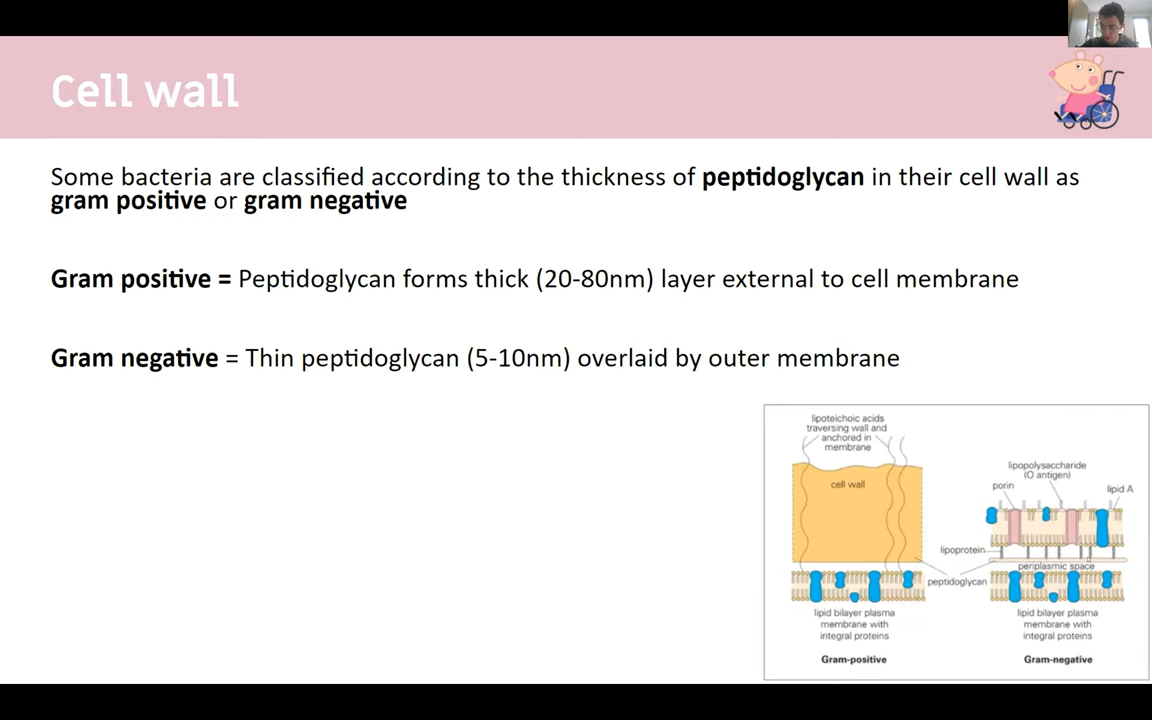 Cell wall
Some bacteria are classified according to the thickness of peptidoglycan in their cell wall as
gram positive or gram negative
Gram positive = Peptidoglycan forms thick (20-80nm) layer external to cell membrane
Gram negative = Thin peptidoglycan (5-10nm) overlaid by outer membrane
lipoteichoic acids
traversing wall and
anchored in
membrane
cell wall
lipopolysaccharide
(O antigen)
porin
lipid A
lipoprotein
periplasmic space
peptidoglycan
lipid bilayer plasma
membrane with
integral proteins
Gram-positive
lipid bilayer plasma
membrane with
integral proteins
Gram-negative